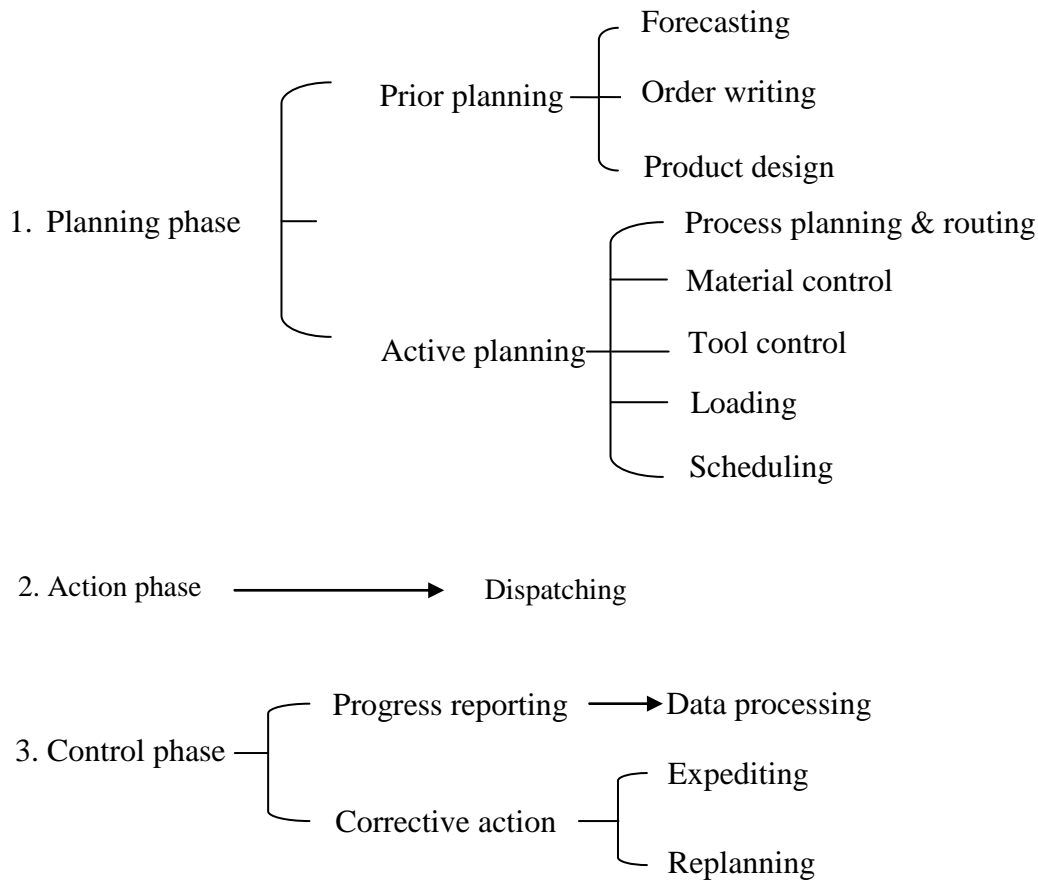 Forecasting
Prior planning
Order writing
Product design
1. Planning phase
Process planning & routing
Material control
Active planning
Tool control
Loading
Scheduling
2. Action phase
Dispatching
Progress reporting
Data processing
3. Control phase
Expediting
Corrective action
Replanning